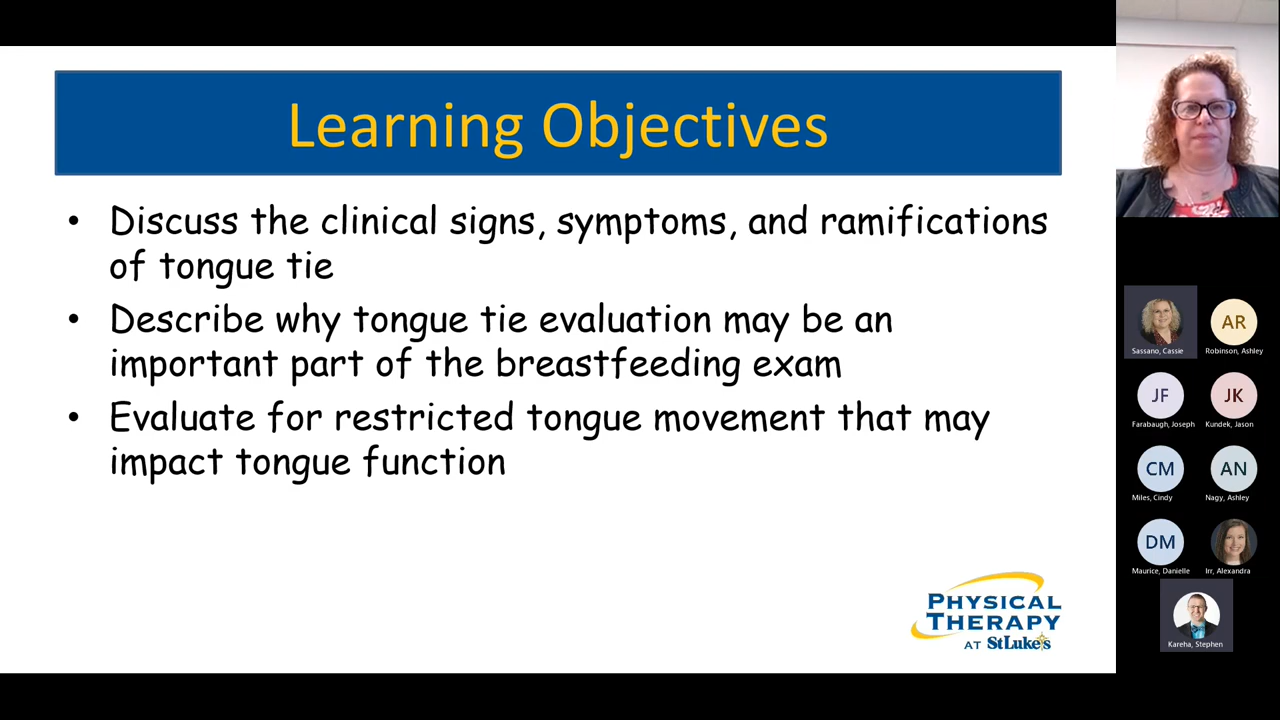 Learning Objectives
• Discuss the clinical signs, symptoms, and ramifications
of tongue tie
• Describe why tongue tie evaluation may be an
important part of the breastfeeding exam
• Evaluate for restricted tongue movement that may
impact tongue function
PHYSICAL
THERAPY
AT StLuke's
Sassano, Cassie
AR
Robinson, Ashley
JF
Farabaugh, Joseph
JK
Kundek, Jason
CM
Miles, Cindy
AN
Nagy, Ashley
DM
Maurice, Danielle
Irr, Alexandra
Kareha, Stephen